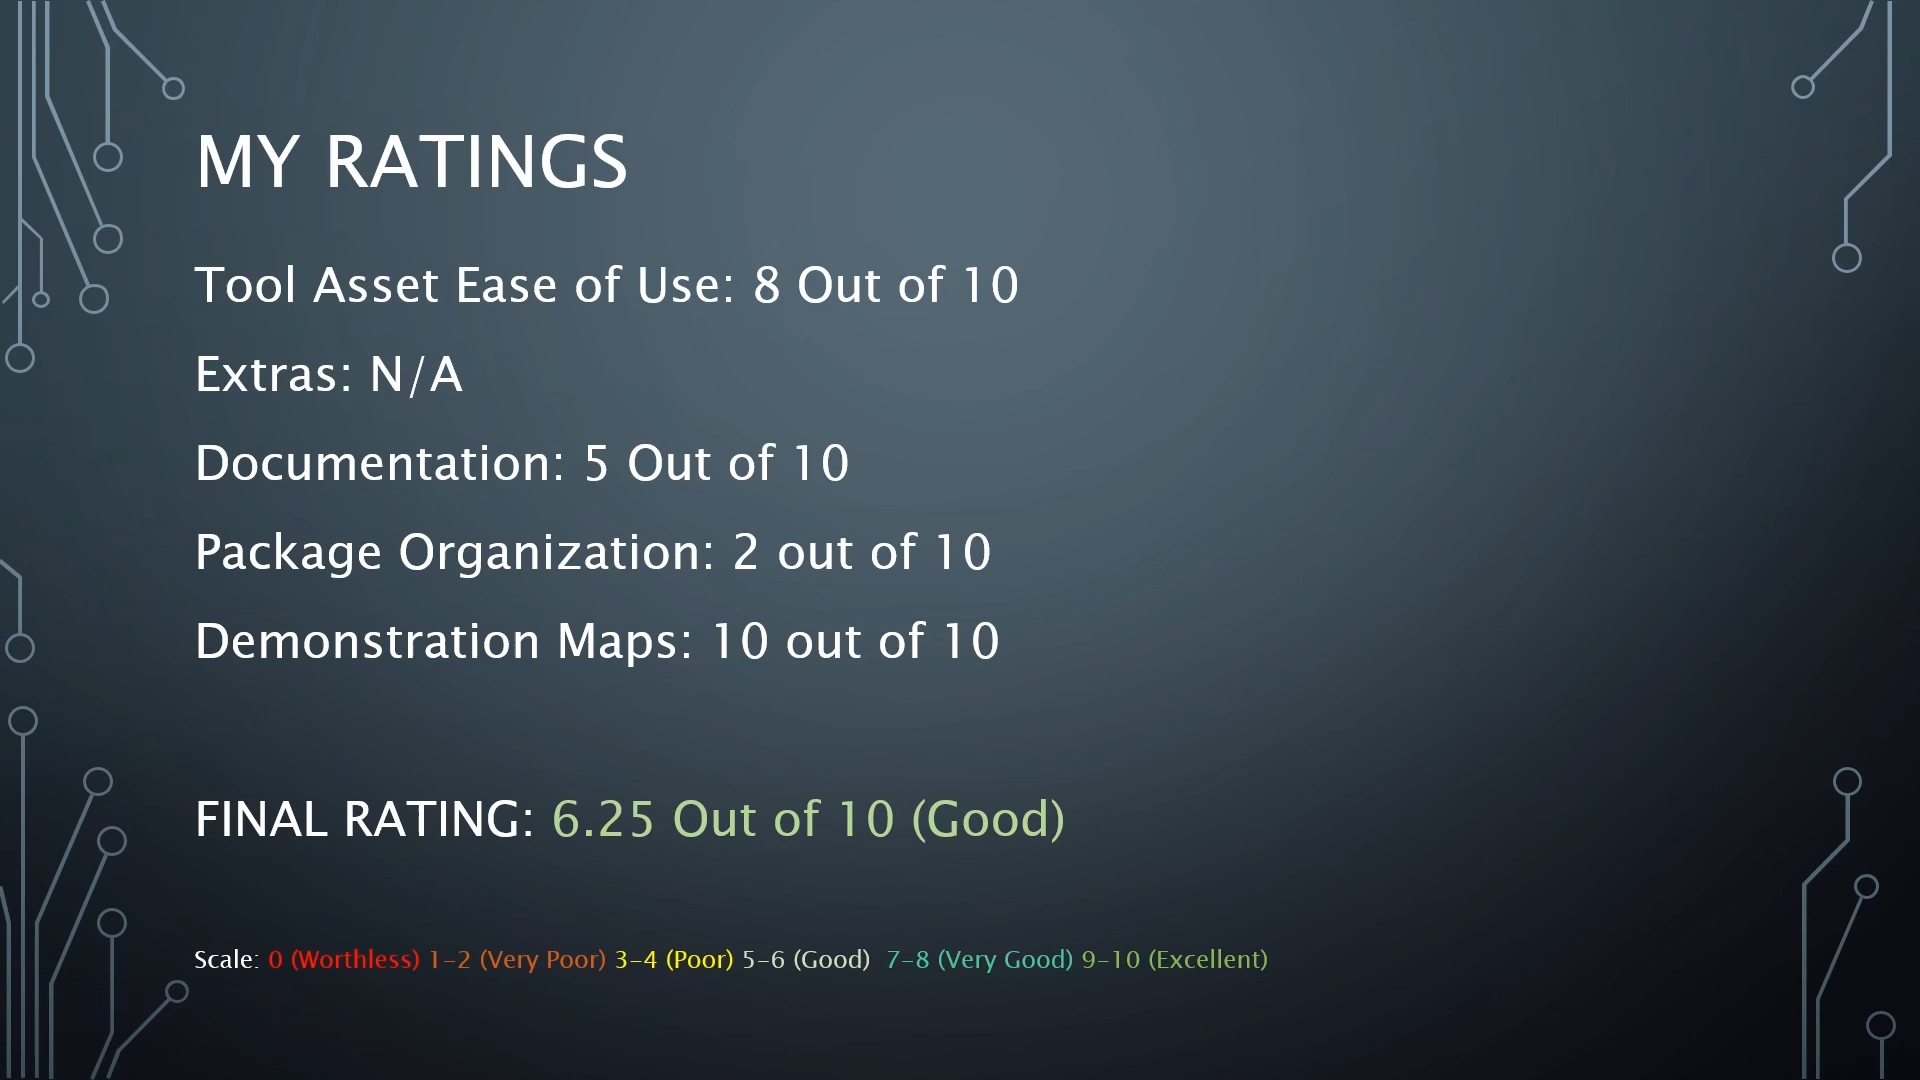 MY RATINGS
Tool Asset Ease of Use: 8 Out of 10
Extras: N/A
Documentation: 5 Out of 10
Package Organization: 2 out of 10
Demonstration Maps: 10 out of 10
FINAL RATING: 6.25 Out of 10 (Good)
Scale: 0 (Worthless) 1-2 (Very Poor) 3-4 (Poor) 5-6 (Good) 7-8 (Very Good) 9-10 (Excellent)